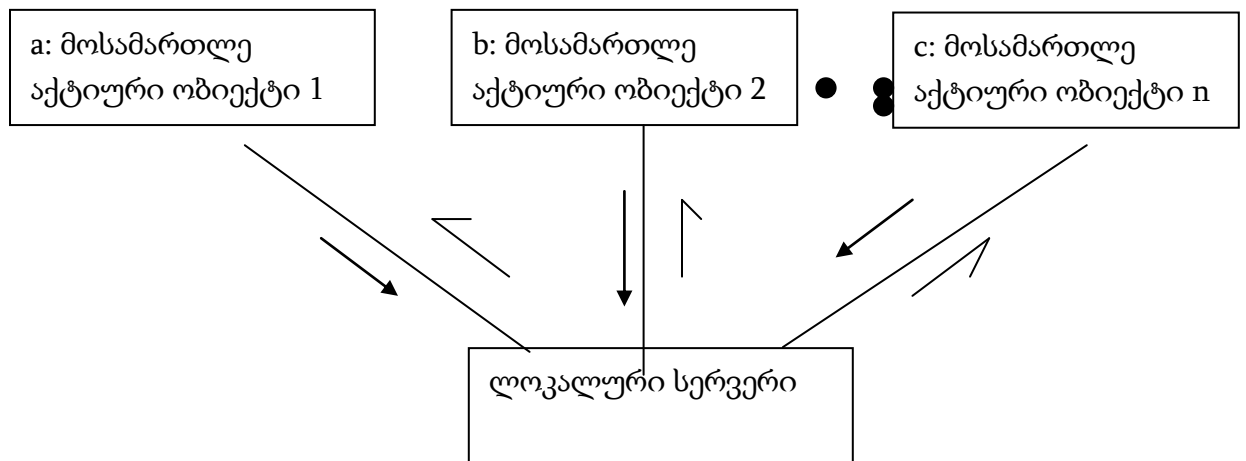 a: მოსამართლე
აქტიური ობიექტი 1
b: მოსამართლე
აქტიური ობიექტი 2
c: მოსამართლე
აქტიური ობიექტი n
ლოკალური სერვერი